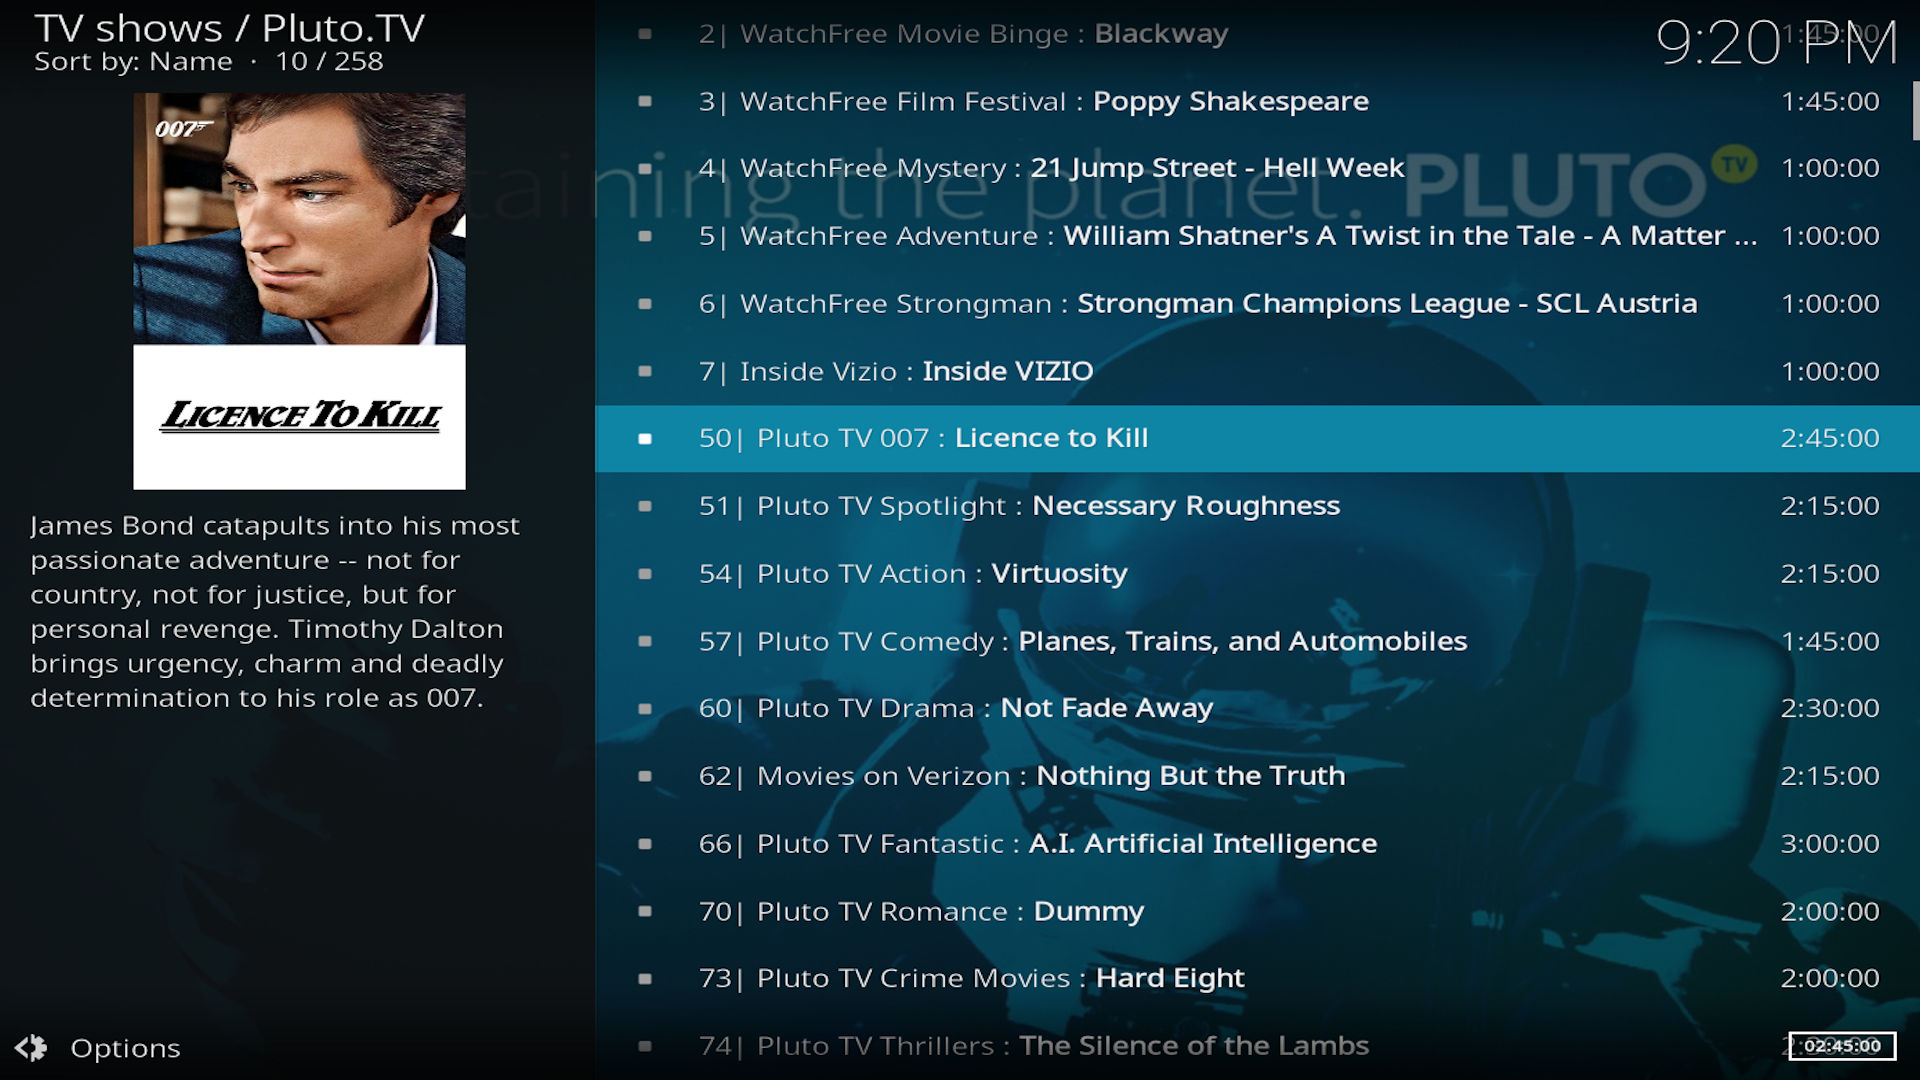 TV shows / Pluto.TV
Sort by: Name · 10 / 258
9:20 PM
007
LICENCE TO KILL
James Bond catapults into his most
passionate adventure -- not for
country, not for justice, but for
personal revenge. Timothy Dalton
brings urgency, charm and deadly
determination to his role as 007.
Options
taining the planet. PLUTO TV
2| WatchFree Movie Binge : Blackway 1:45:00
3| WatchFree Film Festival : Poppy Shakespeare 1:45:00
4| WatchFree Mystery : 21 Jump Street - Hell Week 1:00:00
5| WatchFree Adventure : William Shatner's A Twist in the Tale - A Matter ... 1:00:00
6| WatchFree Strongman : Strongman Champions League - SCL Austria 1:00:00
7| Inside Vizio : Inside VIZIO 1:00:00
50| Pluto TV 007 : Licence to Kill 2:45:00
51| Pluto TV Spotlight : Necessary Roughness 2:15:00
54| Pluto TV Action : Virtuosity 2:15:00
57| Pluto TV Comedy : Planes, Trains, and Automobiles 1:45:00
60| Pluto TV Drama : Not Fade Away 2:30:00
62| Movies on Verizon : Nothing But the Truth 2:15:00
66| Pluto TV Fantastic : A.I. Artificial Intelligence 3:00:00
70| Pluto TV Romance : Dummy 2:00:00
73| Pluto TV Crime Movies : Hard Eight 2:00:00
74| Pluto TV Thrillers : The Silence of the Lambs
02:45:00